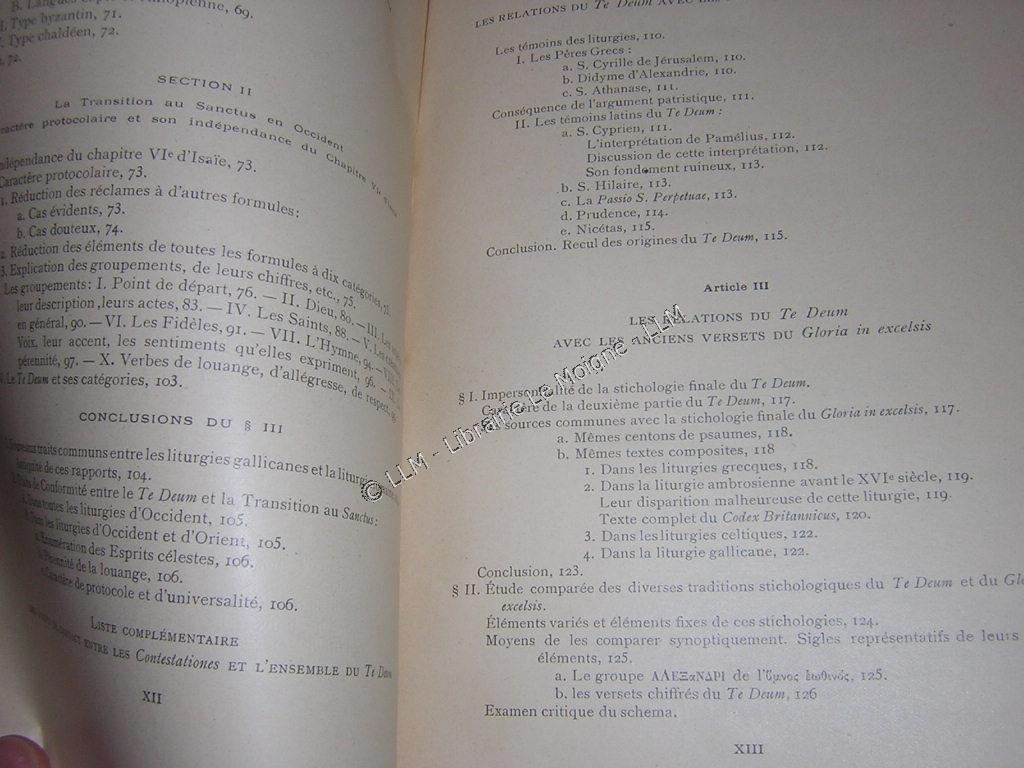 B. Langues copte et éthiopienne, 69.
Type byzantin, 71.
Type chaldéen, 72.
72.
SECTION II
La Transition au Sanctus en Occident
Caractère protocolaire et son indépendance du Chapitre VIe d'Isaïe
Indépendance du chapitre VIe d'Isaïe, 73.
Caractère protocolaire, 73.
1. Réduction des réclames à d'autres formules:
a. Cas évidents, 73.
b. Cas douteux, 74.
2. Réduction des éléments de toutes les formules à dix catégories, 75.
3. Explication des groupements, de leurs chiffres, etc., 75.
Les groupements: I. Point de départ, 76. — II. Dieu, 80. — III. Les
leur description, leurs actes, 83. — IV. Les Saints, 88. — V. Les
en général, 90. — VI. Les Fidèles, 91. — VII. L'Hymne, 94. — VIII.
Voix, leur accent, les sentiments qu'elles expriment, 96. — IX.
pérennité, 97. — X. Verbes de louange, d'allégresse, de respect,
Le Te Deum et ses catégories, 103.
CONCLUSIONS DU § III
traits communs entre les liturgies gallicanes et la liturgie
de ces rapports, 104.
de Conformité entre le Te Deum et la Transition au Sanctus:
toutes les liturgies d'Occident, 105.
les liturgies d'Occident et d'Orient, 105.
Enumération des Esprits célestes, 106.
Pérennité de la louange, 106.
Caractère de protocole et d'universalité, 106.
LISTE COMPLÉMENTAIRE
ENTRE LES Contestationes ET L'ENSEMBLE DU Te Deum
XII
LES RELATIONS DU Te Deum AVEC
Les témoins des liturgies, 110.
I. Les Pères Grecs :
a. S. Cyrille de Jérusalem, 110.
b. Didyme d'Alexandrie, 110.
c. S. Athanase, 111.
Conséquence de l'argument patristique, 111.
II. Les témoins latins du Te Deum :
a. S. Cyprien, 111.
L'interprétation de Pamélius, 112.
Discussion de cette interprétation, 112.
Son fondement ruineux, 113.
b. S. Hilaire, 113.
c. La Passio S. Perpetuae, 113.
d. Prudence, 114.
e. Nicétas, 115.
Conclusion. Recul des origines du Te Deum, 115.
Article III
LES RELATIONS DU Te Deum
AVEC LES ANCIENS VERSETS DU Gloria in excelsis
§ I. Impersonnalité de la stichologie finale du Te Deum.
Caractère de la deuxième partie du Te Deum, 117.
sources communes avec la stichologie finale du Gloria in excelsis, 117.
a. Mêmes centons de psaumes, 118.
b. Mêmes textes composites, 118
1. Dans les liturgies grecques, 118.
2. Dans la liturgie ambrosienne avant le XVIe siècle, 119.
Leur disparition malheureuse de cette liturgie, 119.
Texte complet du Codex Britannicus, 120.
3. Dans les liturgies celtiques, 122.
4. Dans la liturgie gallicane, 122.
Conclusion, 123.
§ II. Étude comparée des diverses traditions stichologiques du Te Deum et du
excelsis.
Éléments variés et éléments fixes de ces stichologies, 124.
Moyens de les comparer synoptiquement. Sigles représentatifs de leurs
éléments, 125.
a. Le groupe ΑΛΕΞαΝΔΡΙ de l'ὕμνος ἑωθινός, 125.
b. les versets chiffrés du Te Deum, 126
Examen critique du schema.
XIII
© LLM - Librairie Le Moigne - LLM